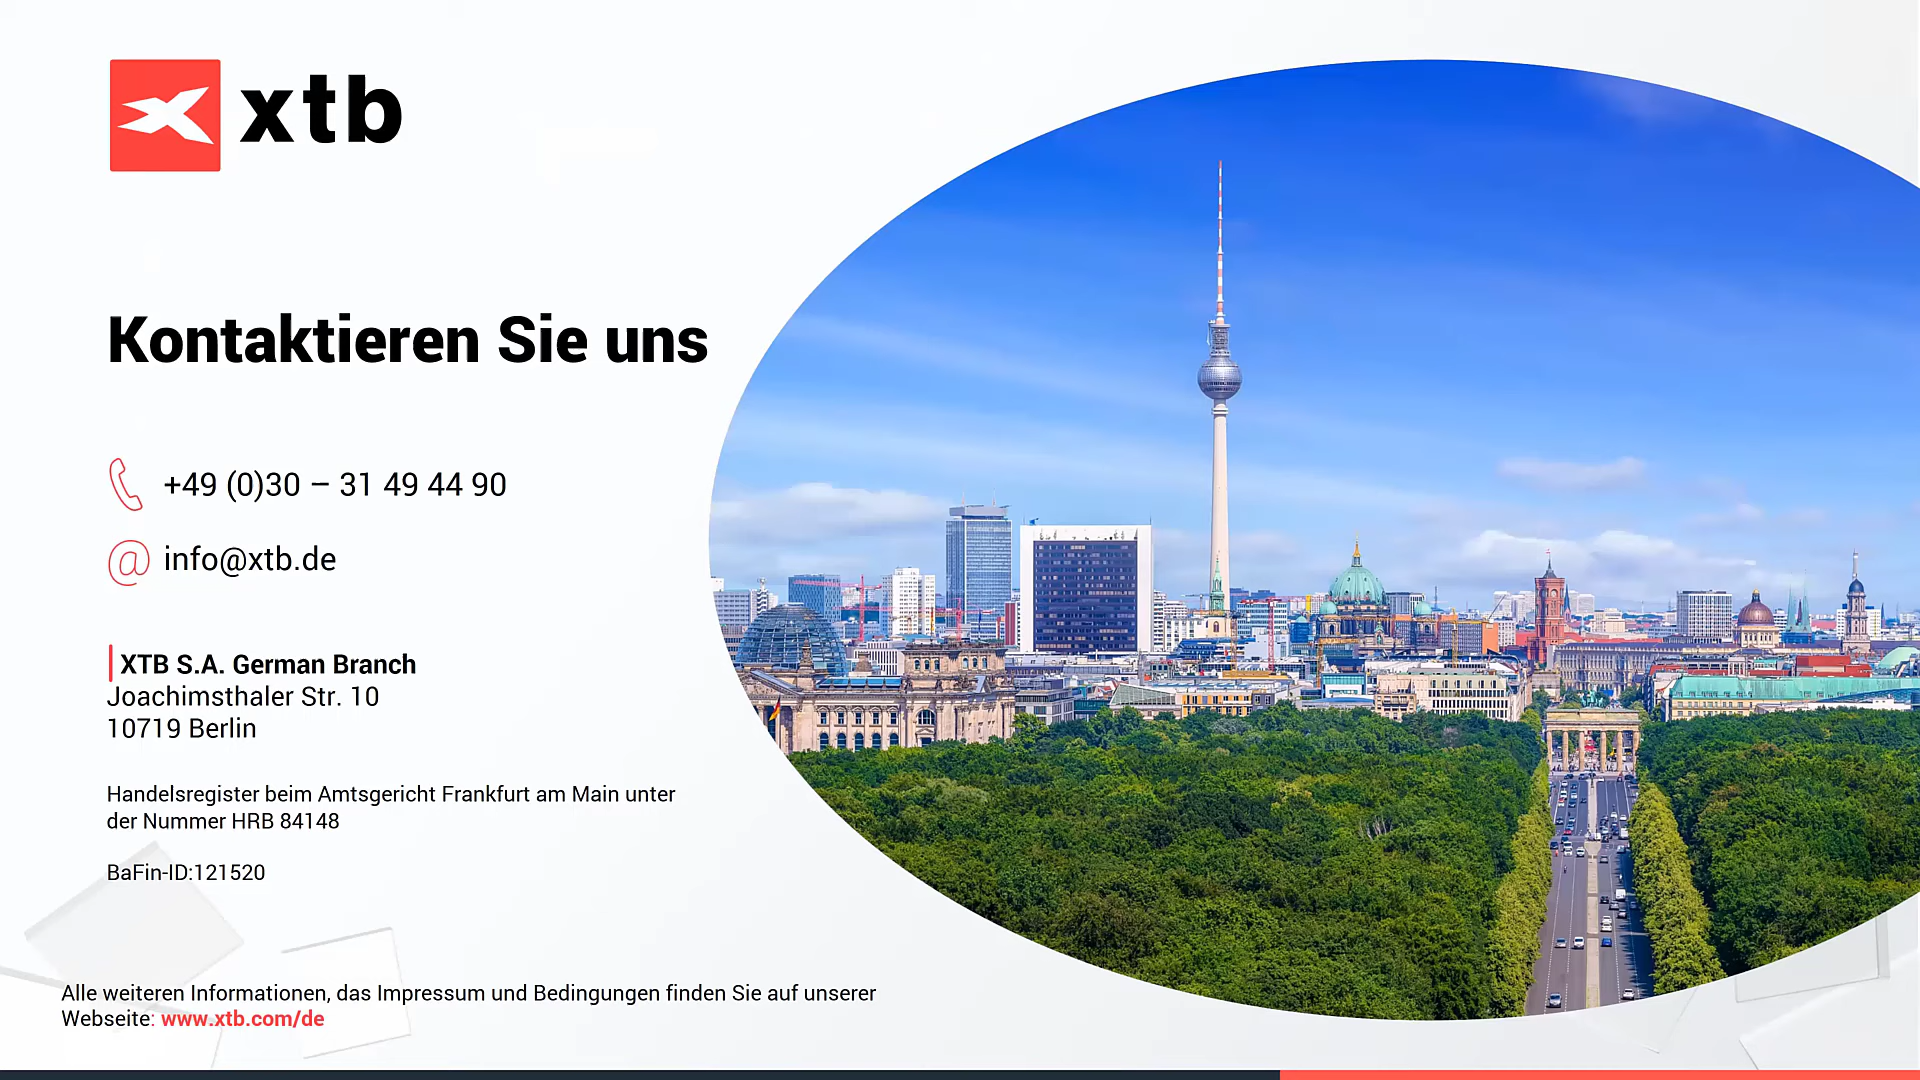 xtb
Kontaktieren Sie uns
+49 (0)30 – 31 49 44 90
@ info@xtb.de
XTB S.A. German Branch
Joachimsthaler Str. 10
10719 Berlin
Handelsregister beim Amtsgericht Frankfurt am Main unter
der Nummer HRB 84148
BaFin-ID:121520
Alle weiteren Informationen, das Impressum und Bedingungen finden Sie auf unserer
Webseite: www.xtb.com/de